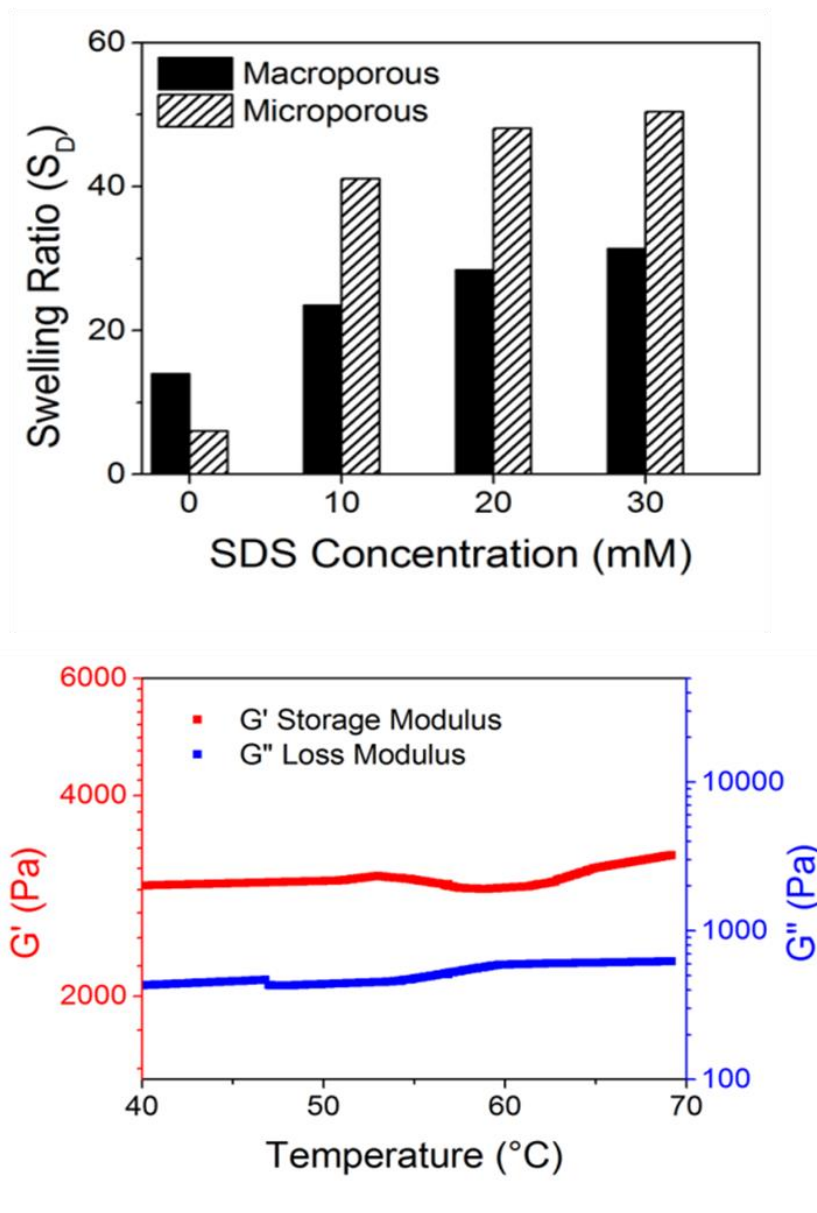 60
Macroporous
Microporous
40
20
0
Swelling Ratio (S_D)
0 10 20 30
SDS Concentration (mM)
6000
G' Storage Modulus
G" Loss Modulus
4000
10000
G' (Pa)
G" (Pa)
1000
2000
100
40 50 60 70
Temperature (°C)